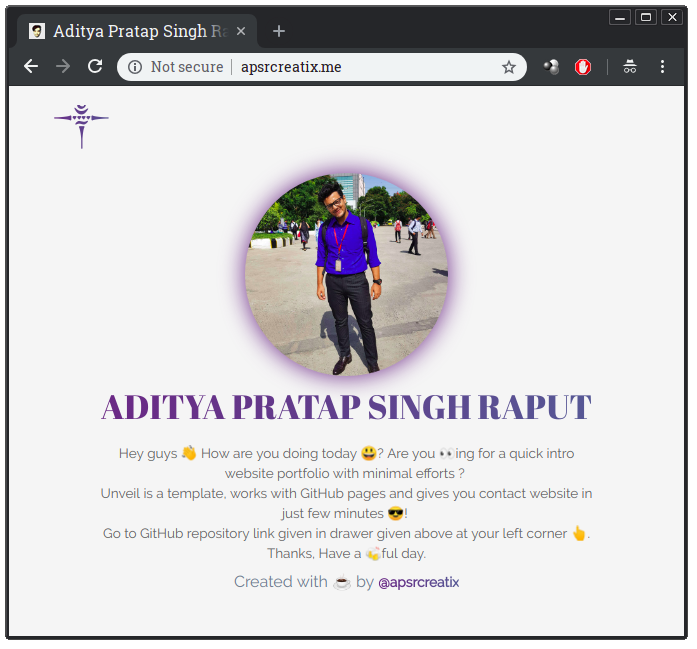 Aditya Pratap Singh Ra
Not secure
apsrcreatix.me
ADITYA PRATAP SINGH RAPUT
Hey guys 👋 How are you doing today 😃? Are you 👀ing for a quick intro
website portfolio with minimal efforts ?
Unveil is a template, works with GitHub pages and gives you contact website in
just few minutes 😎!
Go to GitHub repository link given in drawer given above at your left corner 👆.
Thanks, Have a 🍻ful day.
Created with ☕ by @apsrcreatix